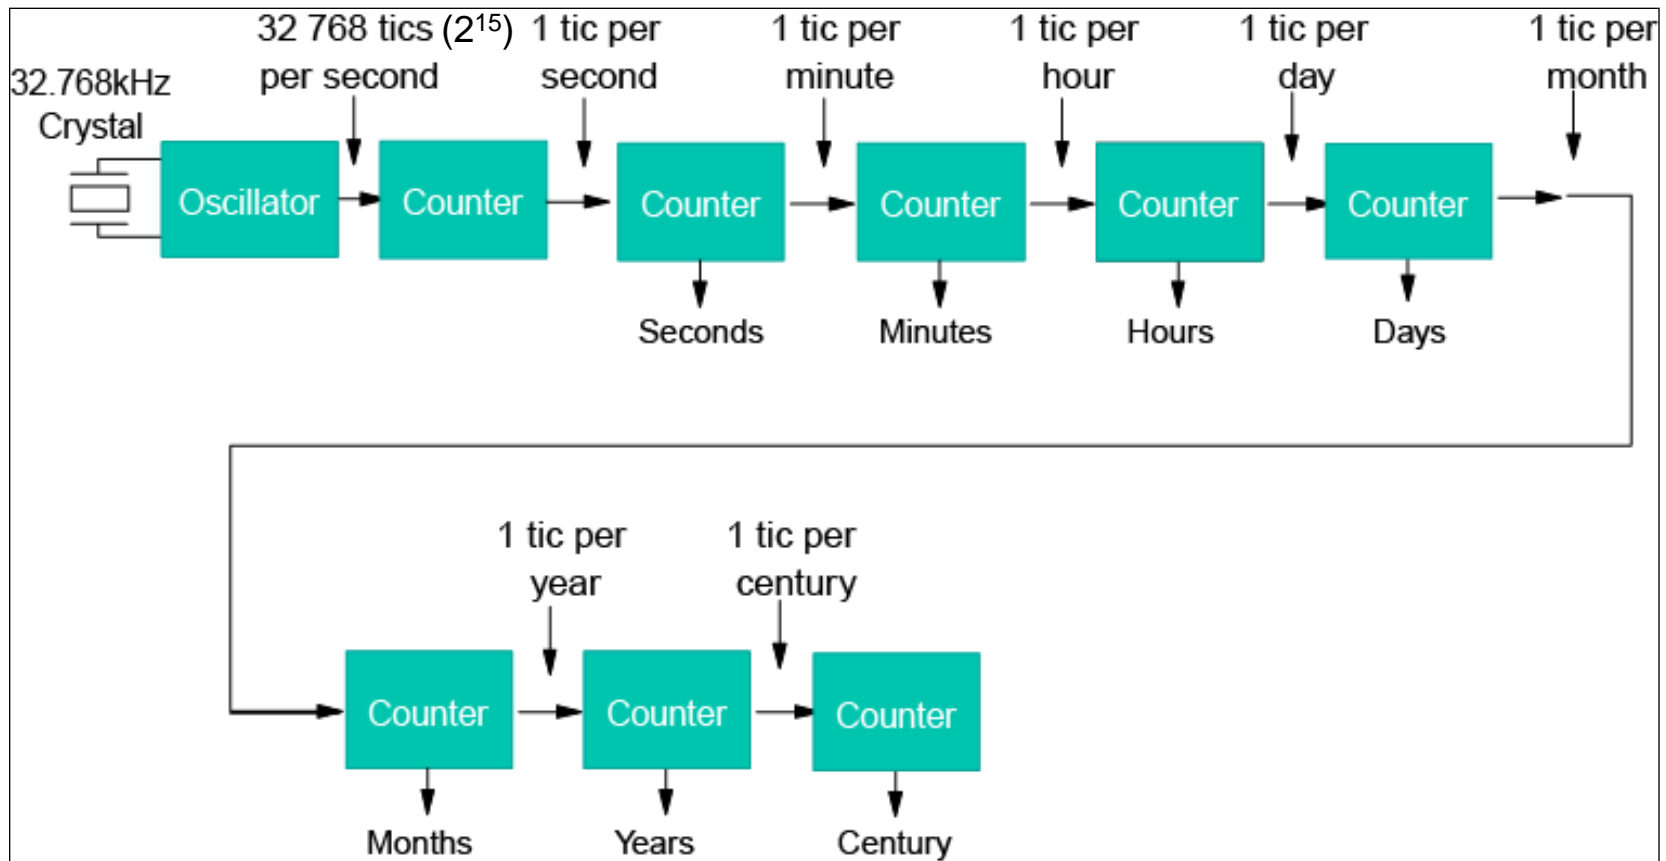 32 768 tics (2¹⁵)
per second
1 tic per
second
1 tic per
minute
1 tic per
hour
1 tic per
day
1 tic per
month
32.768kHz
Crystal
Oscillator
Counter
Counter
Counter
Counter
Counter
Seconds
Minutes
Hours
Days
1 tic per
year
1 tic per
century
Counter
Counter
Counter
Months
Years
Century